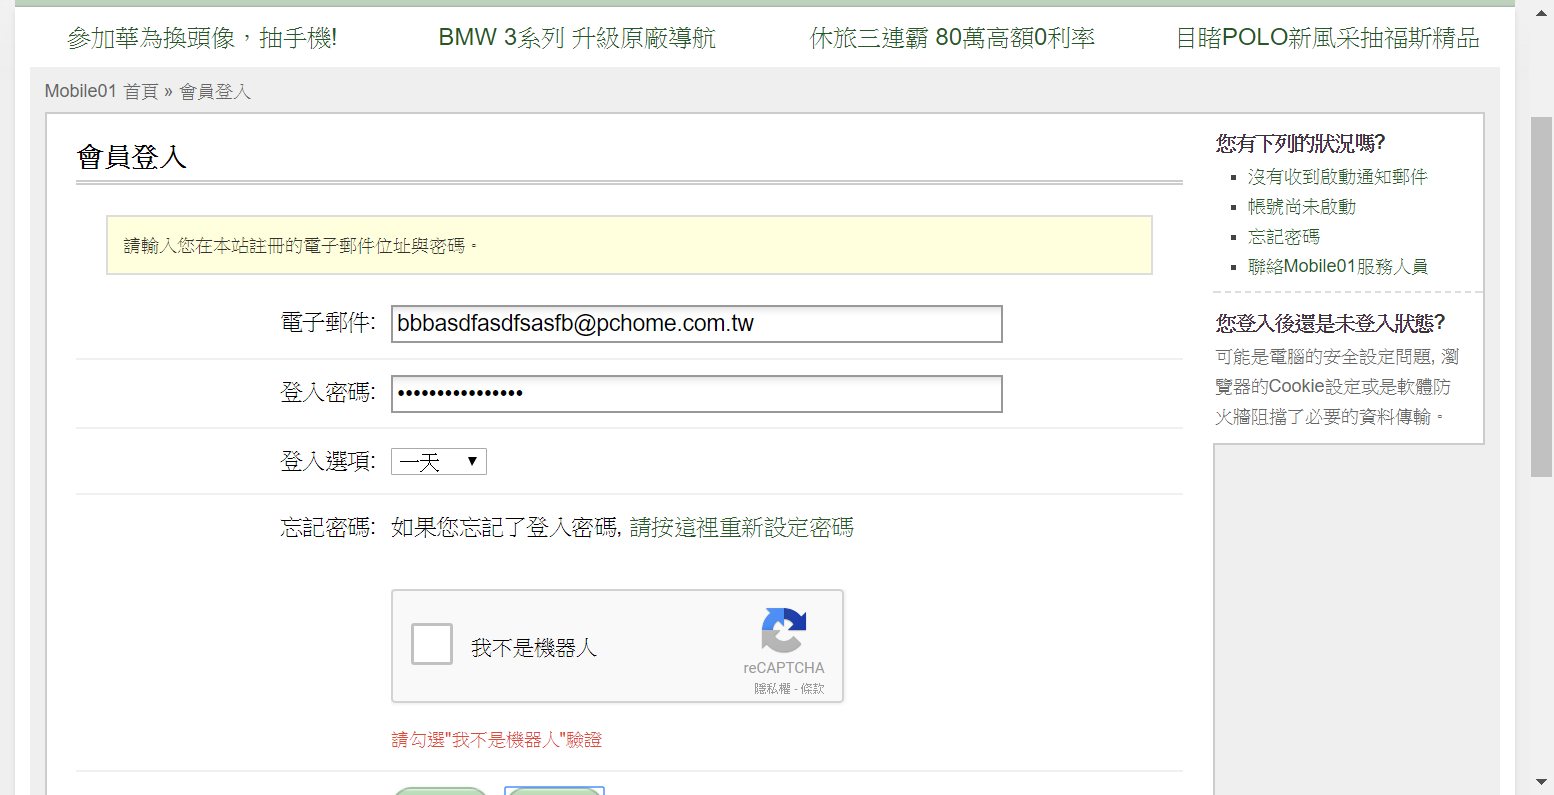 參加華為換頭像，抽手機!
BMW 3系列 升級原廠導航
休旅三連霸 80萬高額0利率
目睹POLO新風采抽福斯精品
Mobile01 首頁 » 會員登入
會員登入
請輸入您在本站註冊的電子郵件位址與密碼。
電子郵件: bbbasdfasdfsasfb@pchome.com.tw
登入密碼: ••••••••••••••••
登入選項: 一天
忘記密碼: 如果您忘記了登入密碼, 請按這裡重新設定密碼
我不是機器人
reCAPTCHA
隱私權 - 條款
請勾選"我不是機器人"驗證
您有下列的狀況嗎?
沒有收到啟動通知郵件
帳號尚未啟動
忘記密碼
聯絡Mobile01服務人員
您登入後還是未登入狀態?
可能是電腦的安全設定問題, 瀏
覽器的Cookie設定或是軟體防
火牆阻擋了必要的資料傳輸。